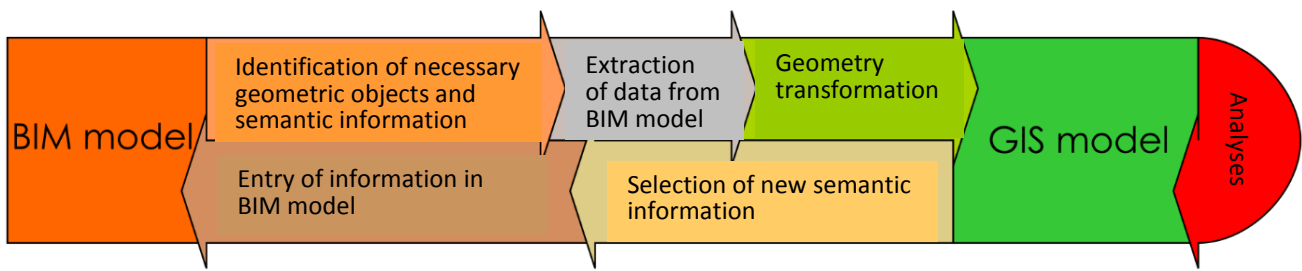 BIM model
Identification of necessary
geometric objects and
semantic information
Extraction
of data from
BIM model
Geometry
transformation
GIS model
Analyses
Entry of information in
BIM model
Selection of new semantic
information